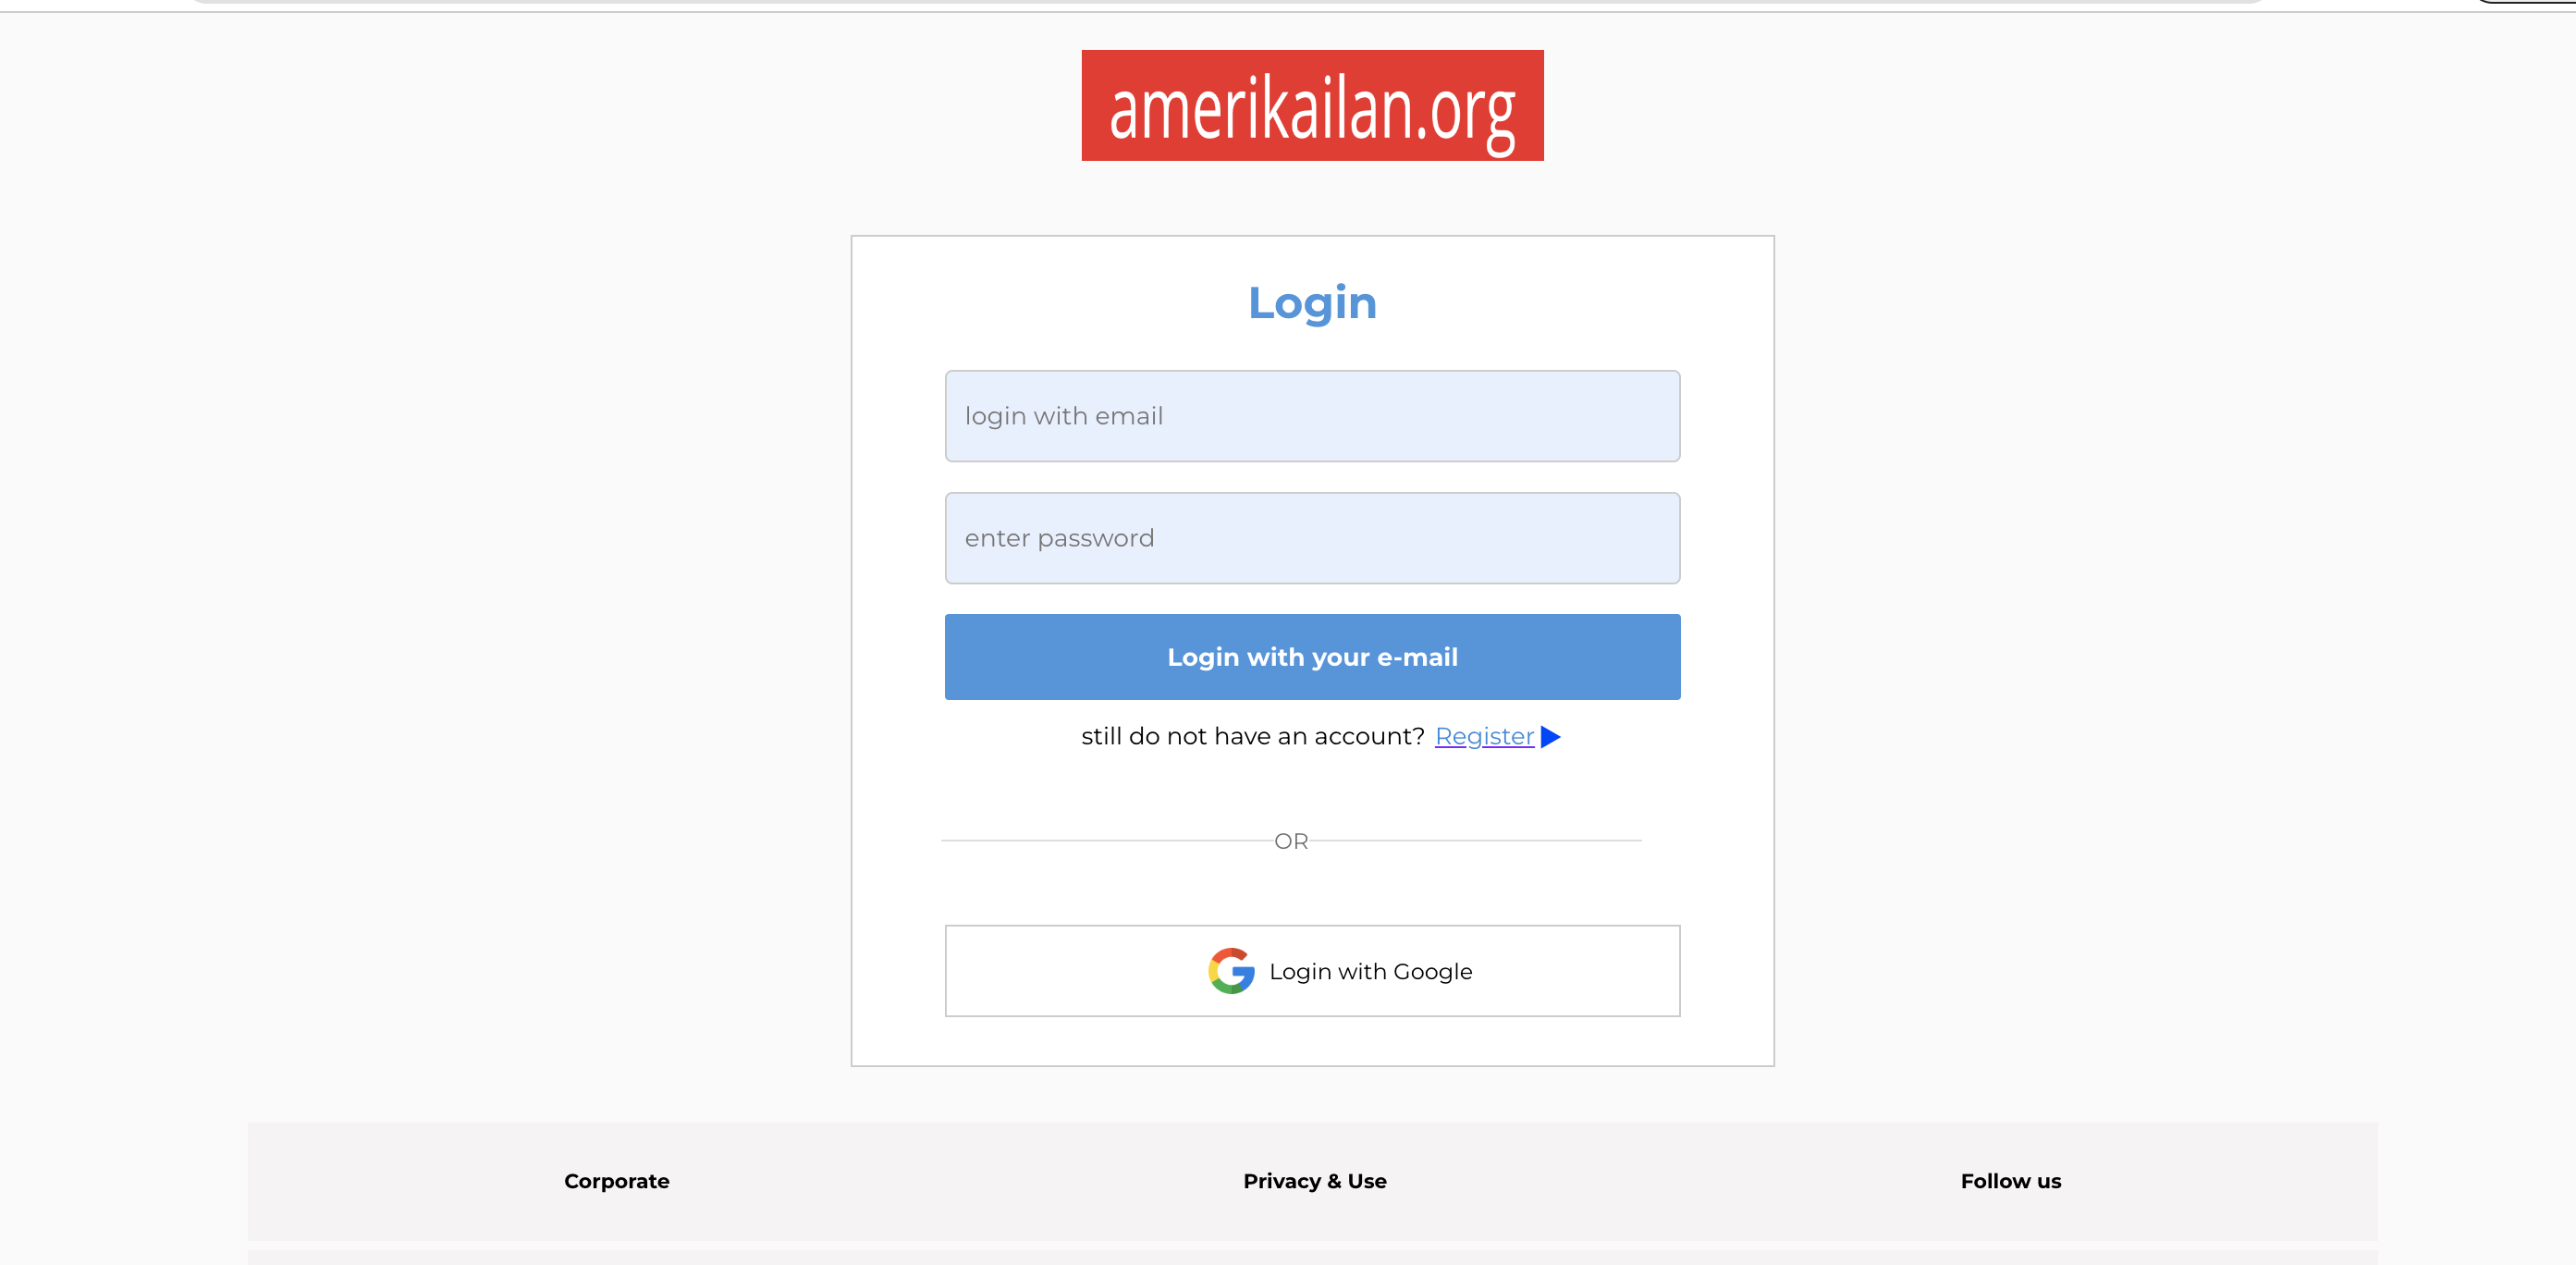 amerikailan.org
Login
login with email
enter password
Login with your e-mail
still do not have an account? Register
OR
Login with Google
Corporate
Privacy & Use
Follow us